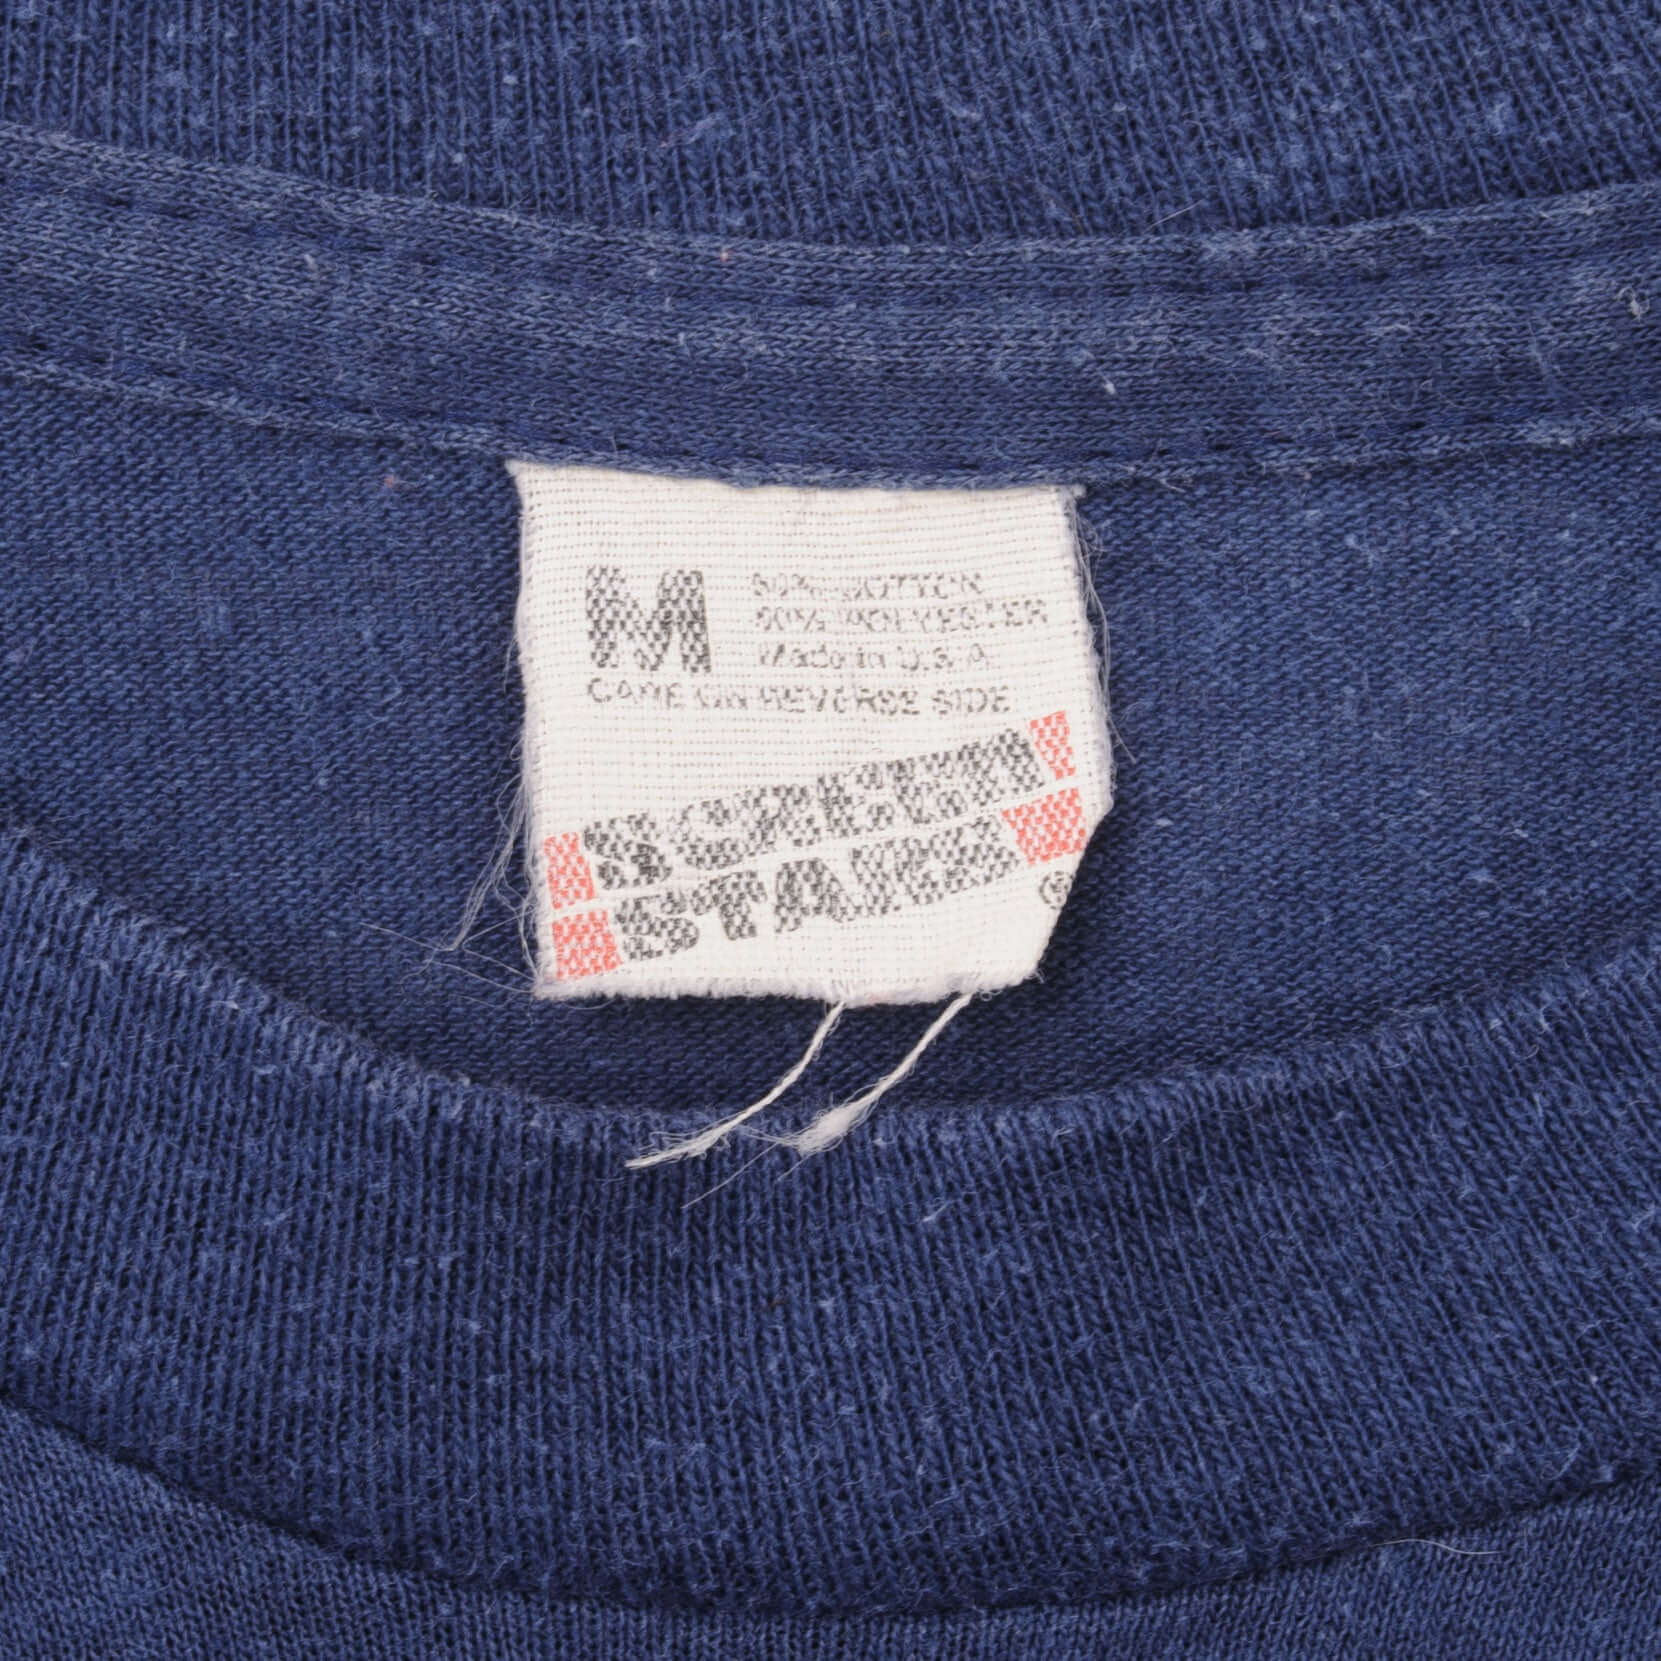 M
50% COTTON
50% POLYESTER
Made in U.S.A.
CARE ON REVERSE SIDE
SCREEN
STARS
®